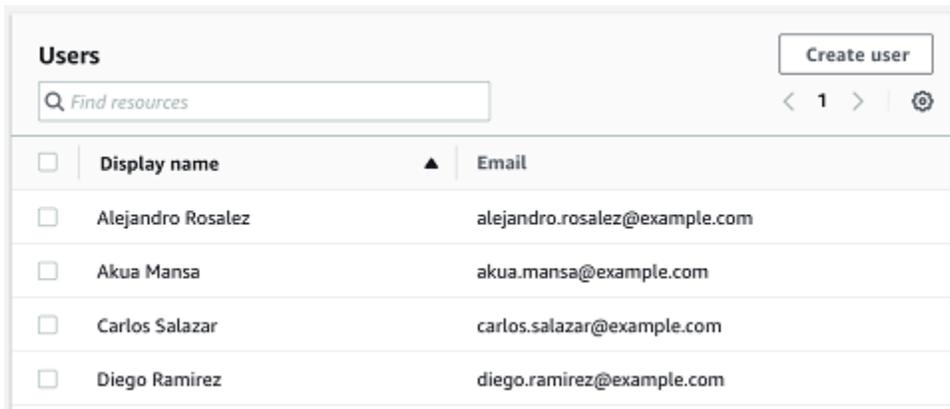 Users
Create user
Find resources
1
Display name Email
Alejandro Rosalez alejandro.rosalez@example.com
Akua Mansa akua.mansa@example.com
Carlos Salazar carlos.salazar@example.com
Diego Ramirez diego.ramirez@example.com